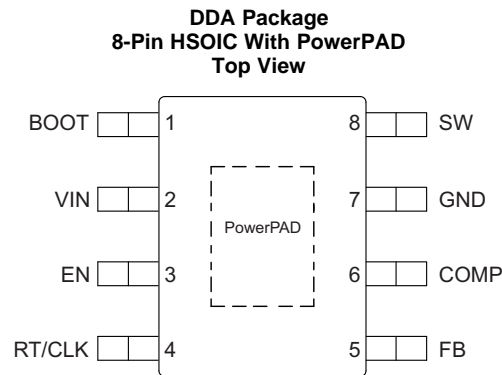 DDA Package
8-Pin HSOIC With PowerPAD
Top View
BOOT 1 8 SW
VIN 2 7 GND
PowerPAD
EN 3 6 COMP
RT/CLK 4 5 FB